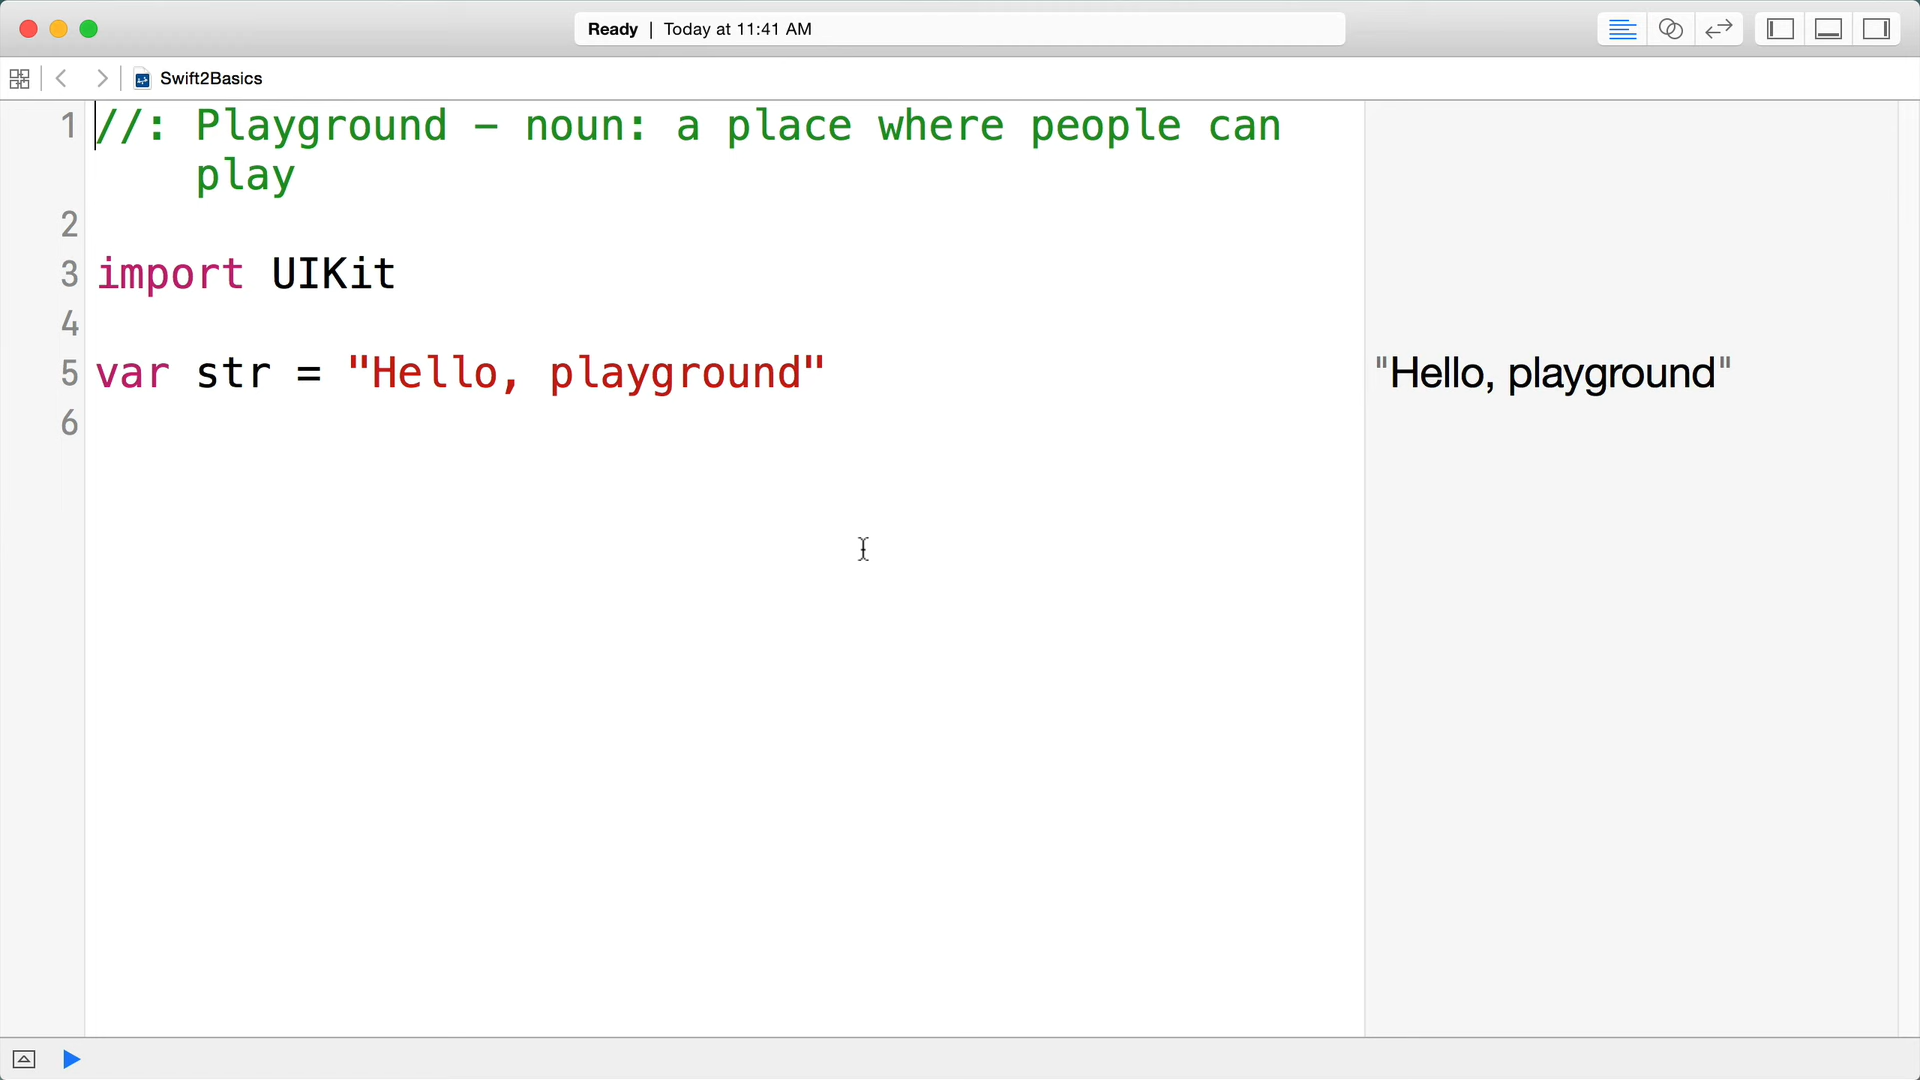 Ready | Today at 11:41 AM
Swift2Basics
1 //: Playground – noun: a place where people can
play
2
3 import UIKit
4
5 var str = "Hello, playground" "Hello, playground"
6